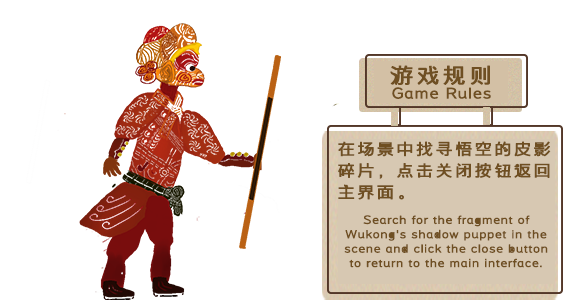 游戏规则
Game Rules
在场景中找寻悟空的皮影
碎片，点击关闭按钮返回
主界面。
Search for the fragment of
Wukong's shadow puppet in the
scene and click the close button
to return to the main interface.